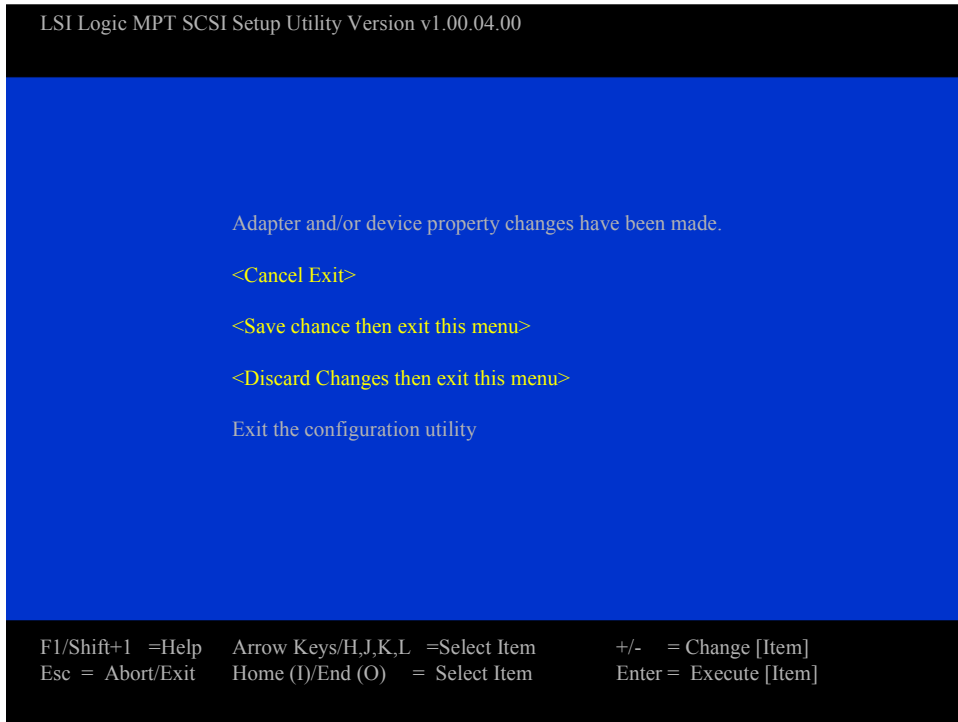 LSI Logic MPT SCSI Setup Utility Version v1.00.04.00
Adapter and/or device property changes have been made.
<Cancel Exit>
<Save chance then exit this menu>
<Discard Changes then exit this menu>
Exit the configuration utility
F1/Shift+1 =Help Arrow Keys/H,J,K,L =Select Item +/- = Change [Item]
Esc = Abort/Exit Home (I)/End (O) = Select Item Enter = Execute [Item]